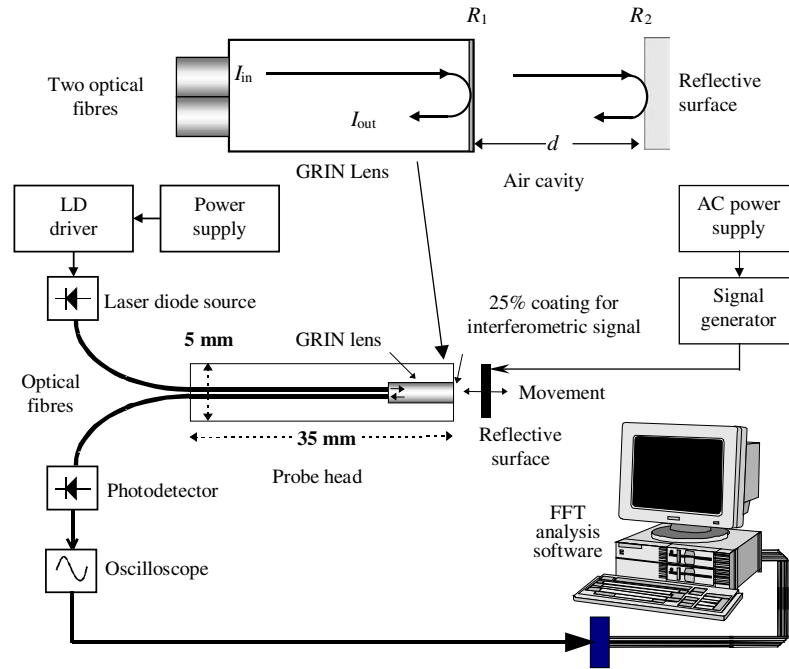 R1
R2
Two optical
fibres
Iin
Iout
Reflective
surface
d
GRIN Lens
Air cavity
LD
driver
Power
supply
AC power
supply
Laser diode source
25% coating for
interferometric signal
Signal
generator
5 mm
GRIN lens
Optical
fibres
Movement
35 mm
Reflective
surface
Probe head
Photodetector
FFT
analysis
software
Oscilloscope